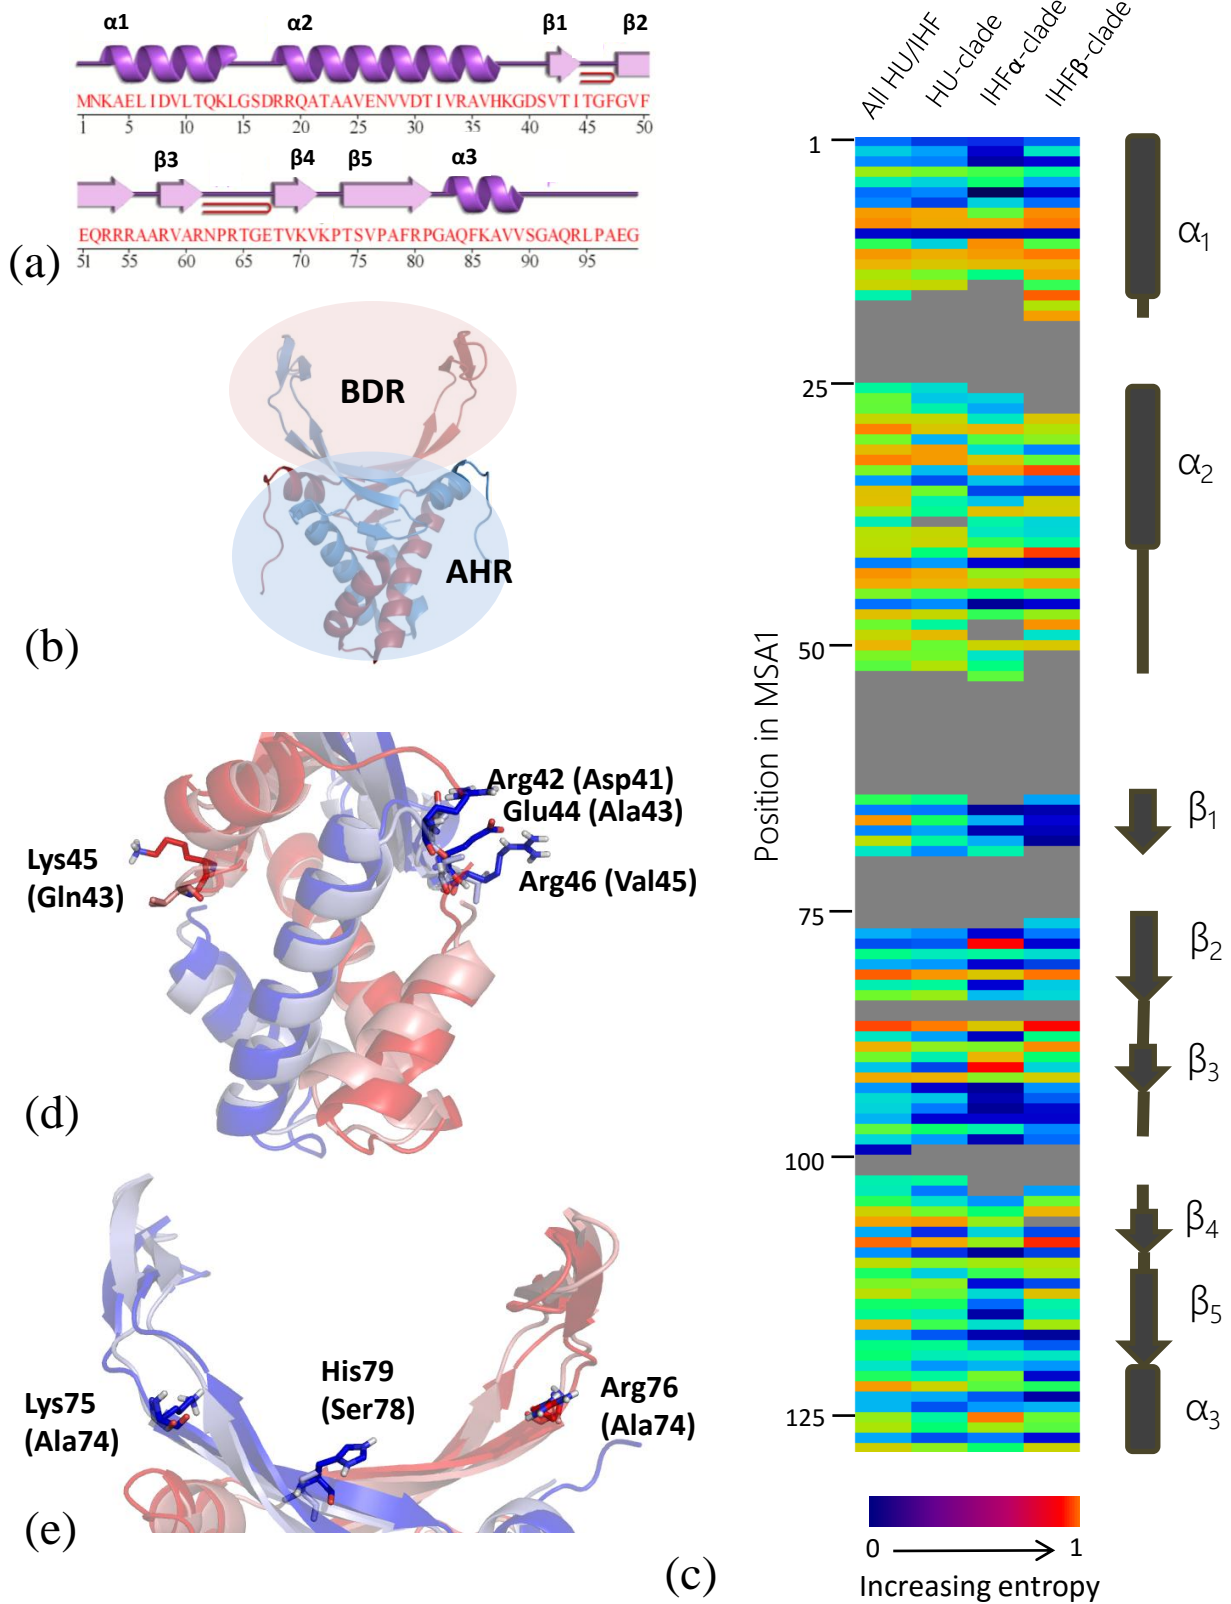 α1
α2
β1
β2
MNKAELIDVLTQKLGSDRRQATAAVENVVDTIVRAVHKGDSVTITGFGVF
1 5 10 15 20 25 30 35 40 45 50
β3
β4
β5
α3
EQRRRAARVARNPRTGETVKVKPTSVPAFRPGAQFKAVVSGAQRLPAEG
51 55 60 65 70 75 80 85 90 95
(a)
BDR
AHR
(b)
Arg42 (Asp41)
Glu44 (Ala43)
Lys45
(Gln43)
Arg46 (Val45)
(d)
His79
(Ser78)
Lys75
(Ala74)
Arg76
(Ala74)
(e)
All HU/IHF
HU-clade
IHFα-clade
IHFβ-clade
Position in MSA1
1
25
50
75
100
125
α1
α2
β1
β2
β3
β4
β5
α3
0
1
Increasing entropy
(c)